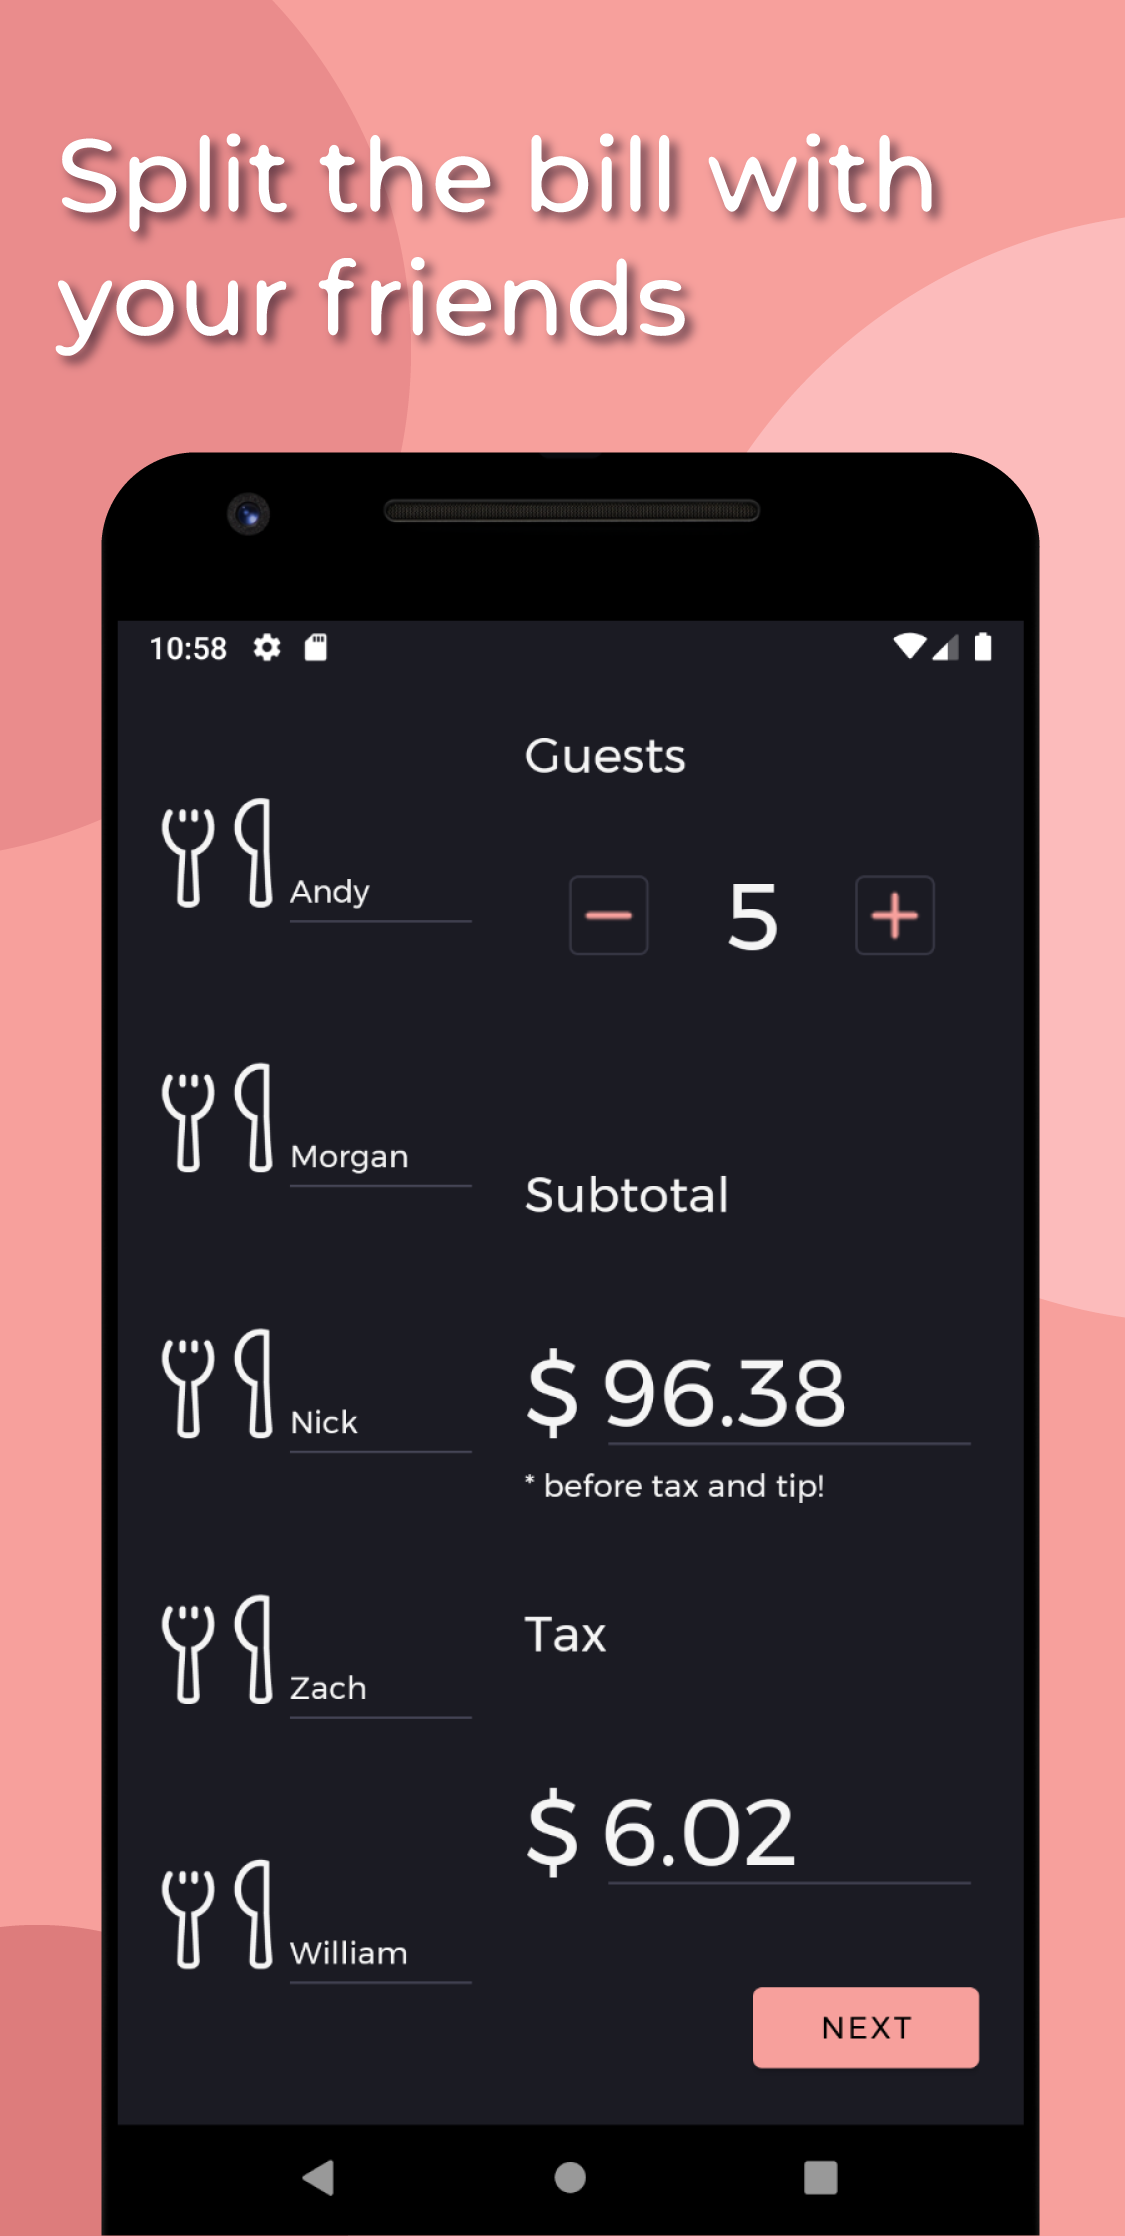 Split the bill with
your friends
10:58
Guests
Andy
5
Morgan
Subtotal
Nick
$ 96.38
* before tax and tip!
Zach
Tax
$ 6.02
William
NEXT